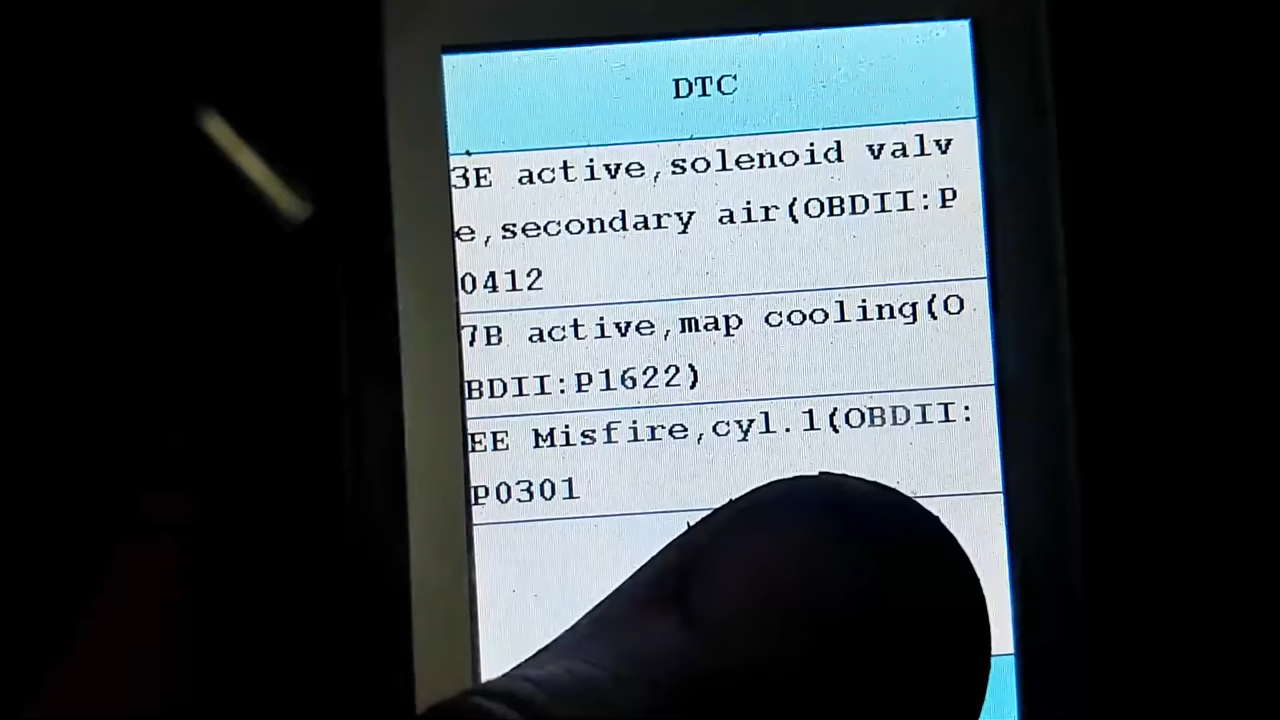 DTC
3E active,solenoid valv
e,secondary air(OBDII:P
0412
7B active,map cooling(O
BDII:P1622)
EE Misfire,cyl.1(OBDII:
P0301